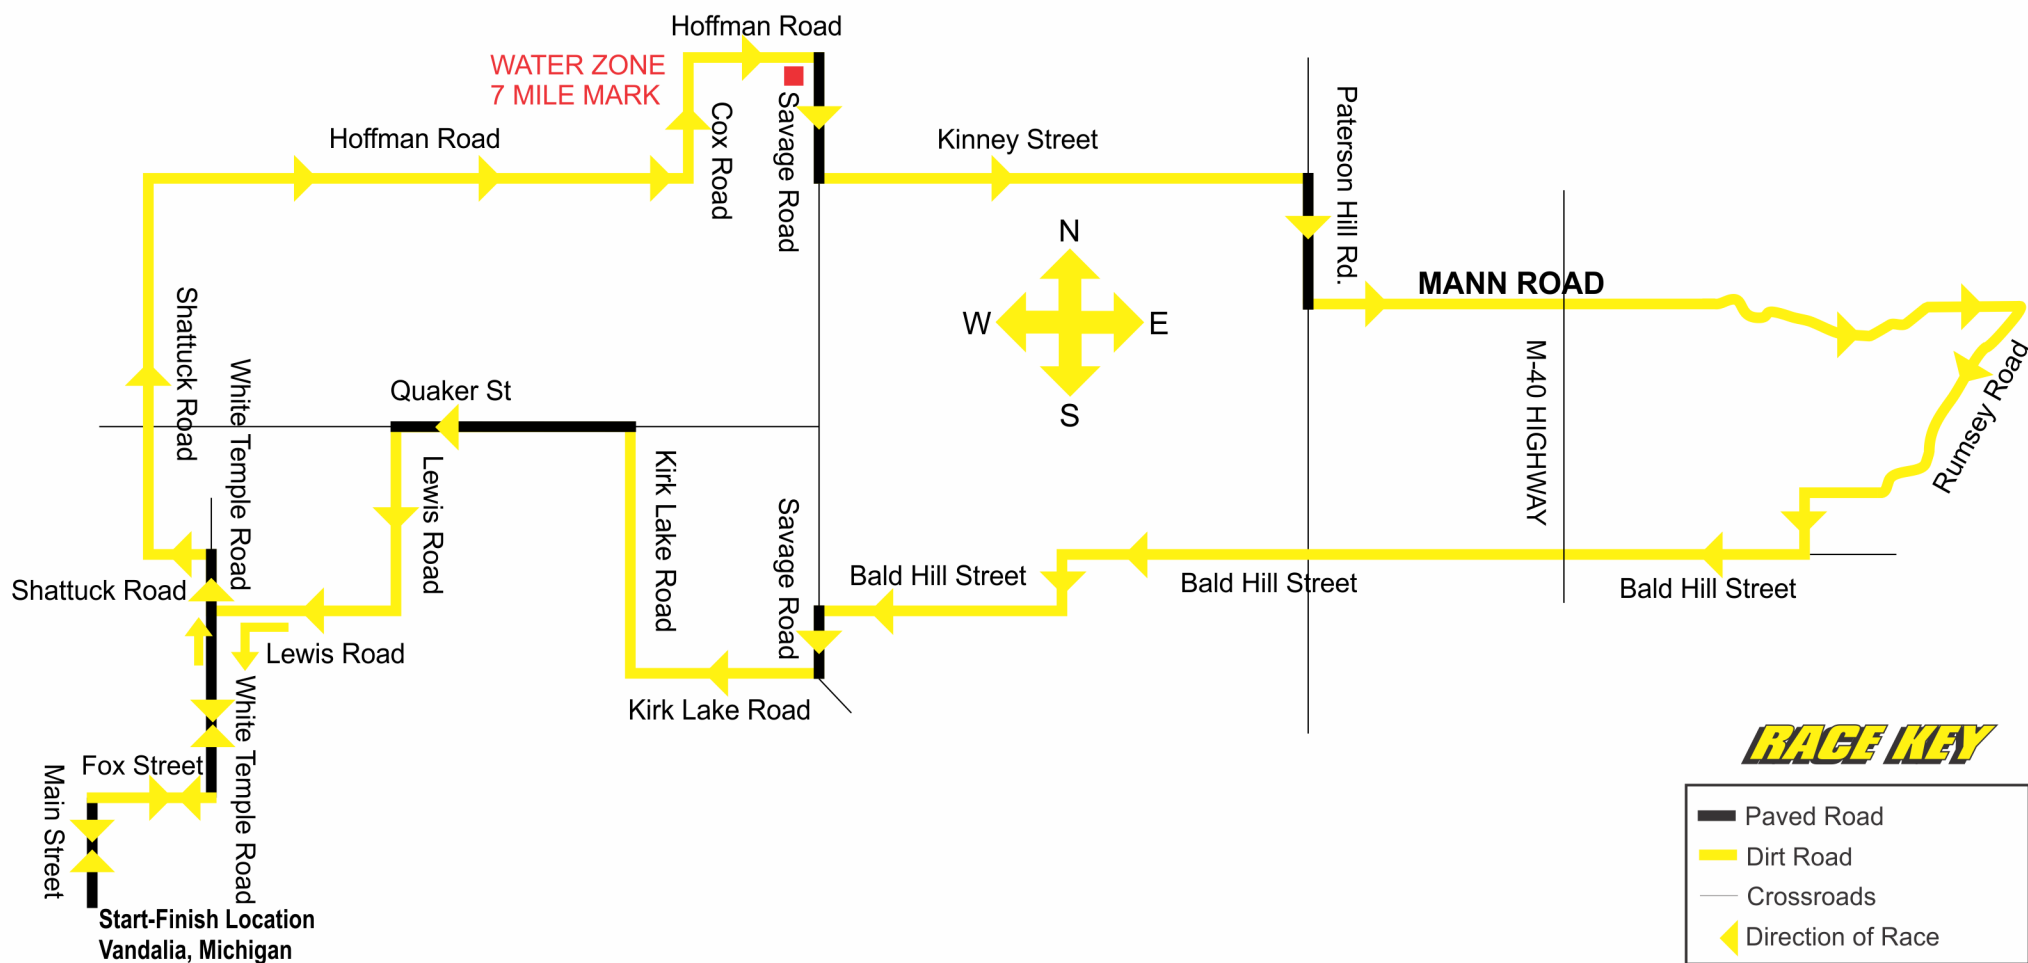 Hoffman Road
WATER ZONE
7 MILE MARK
Savage Road
Cox Road
Hoffman Road
Kinney Street
Paterson Hill Rd.
N
W
E
S
MANN ROAD
M-40 HIGHWAY
Rumsey Road
Shattuck Road
White Temple Road
Quaker St
Lewis Road
Kirk Lake Road
Savage Road
Bald Hill Street
Bald Hill Street
Bald Hill Street
Shattuck Road
Lewis Road
Kirk Lake Road
White Temple Road
Fox Street
Main Street
Start-Finish Location
Vandalia, Michigan
RACE KEY
Paved Road
Dirt Road
Crossroads
Direction of Race